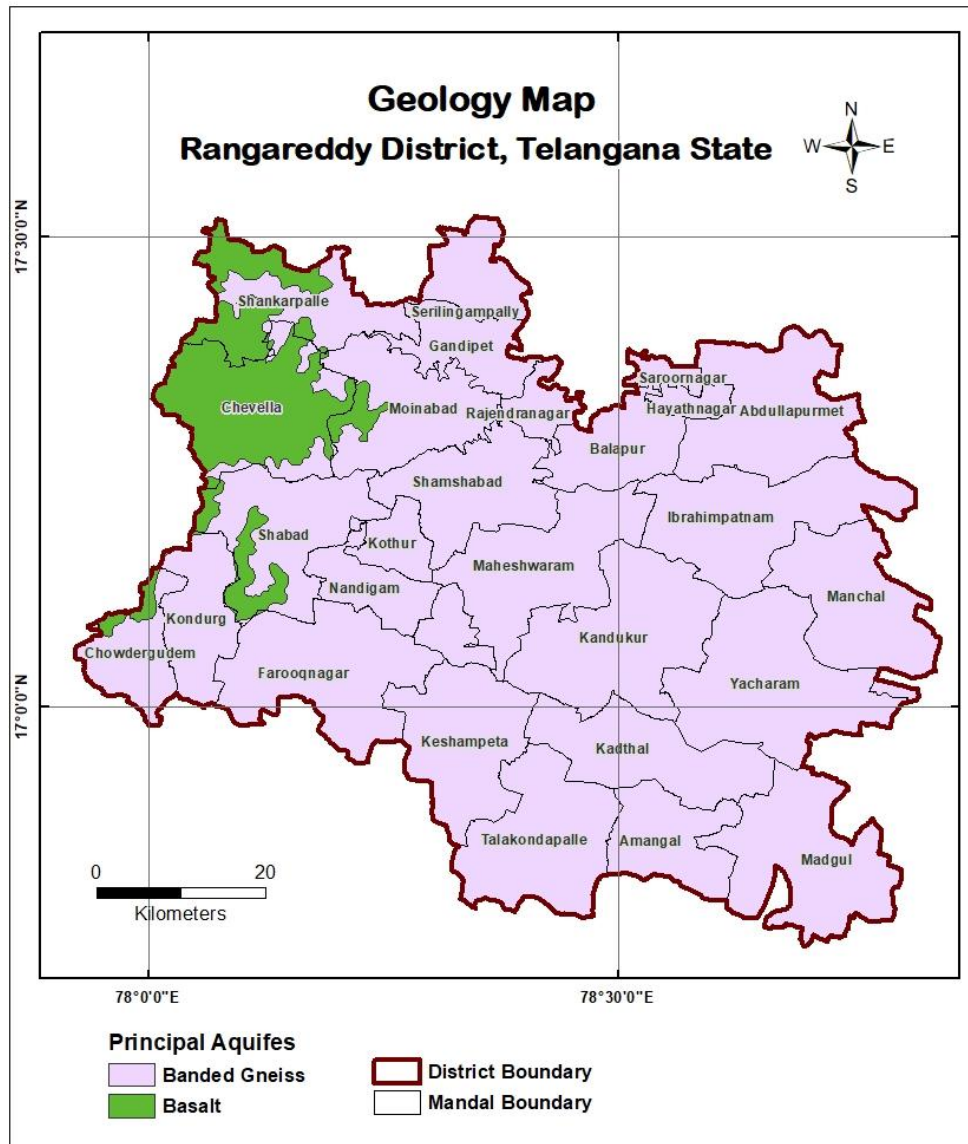 Geology Map
Rangareddy District, Telangana State
N
W E
S
17°30'0"N
Shankarpalle
Serilingampally
Gandipet
Saroornagar
Chevella
Moinabad
Rajendranagar
Hayathnagar
Abdullapurmet
Balapur
Shamshabad
Ibrahimpatnam
Shabad
Kothur
Maheshwaram
Nandigam
Manchal
Kondurg
Kandukur
Chowdergudem
Farooqnagar
Yacharam
17°0'0"N
Keshampeta
Kadthal
Talakondapalle
Amangal
Madgul
0 20
Kilometers
78°0'0"E
78°30'0"E
Principal Aquifes
Banded Gneiss
Basalt
District Boundary
Mandal Boundary